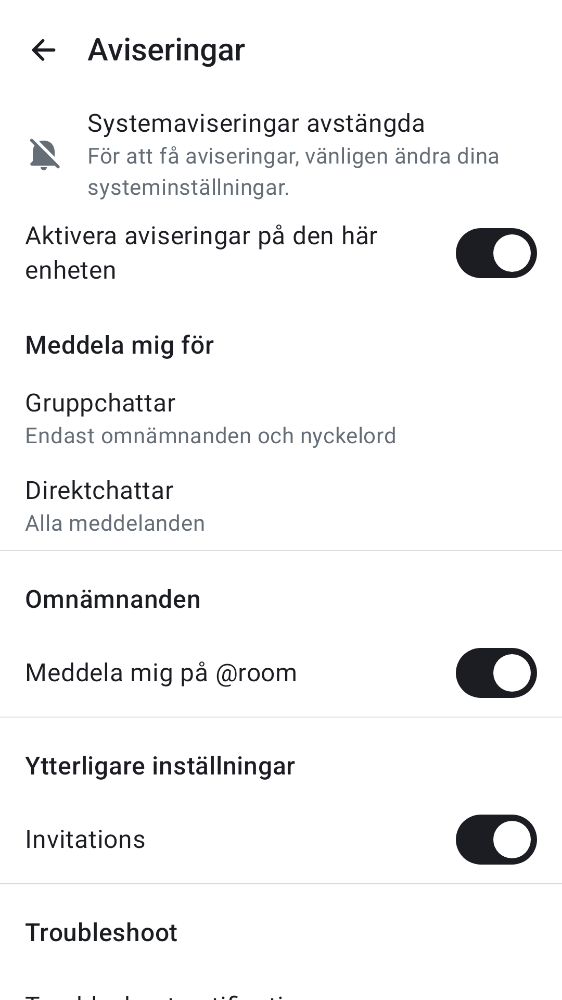 Aviseringar
Systemaviseringar avstängda
För att få aviseringar, vänligen ändra dina
systeminställningar.
Aktivera aviseringar på den här
enheten
Meddela mig för
Gruppchattar
Endast omnämnanden och nyckelord
Direktchattar
Alla meddelanden
Omnämnanden
Meddela mig på @room
Ytterligare inställningar
Invitations
Troubleshoot